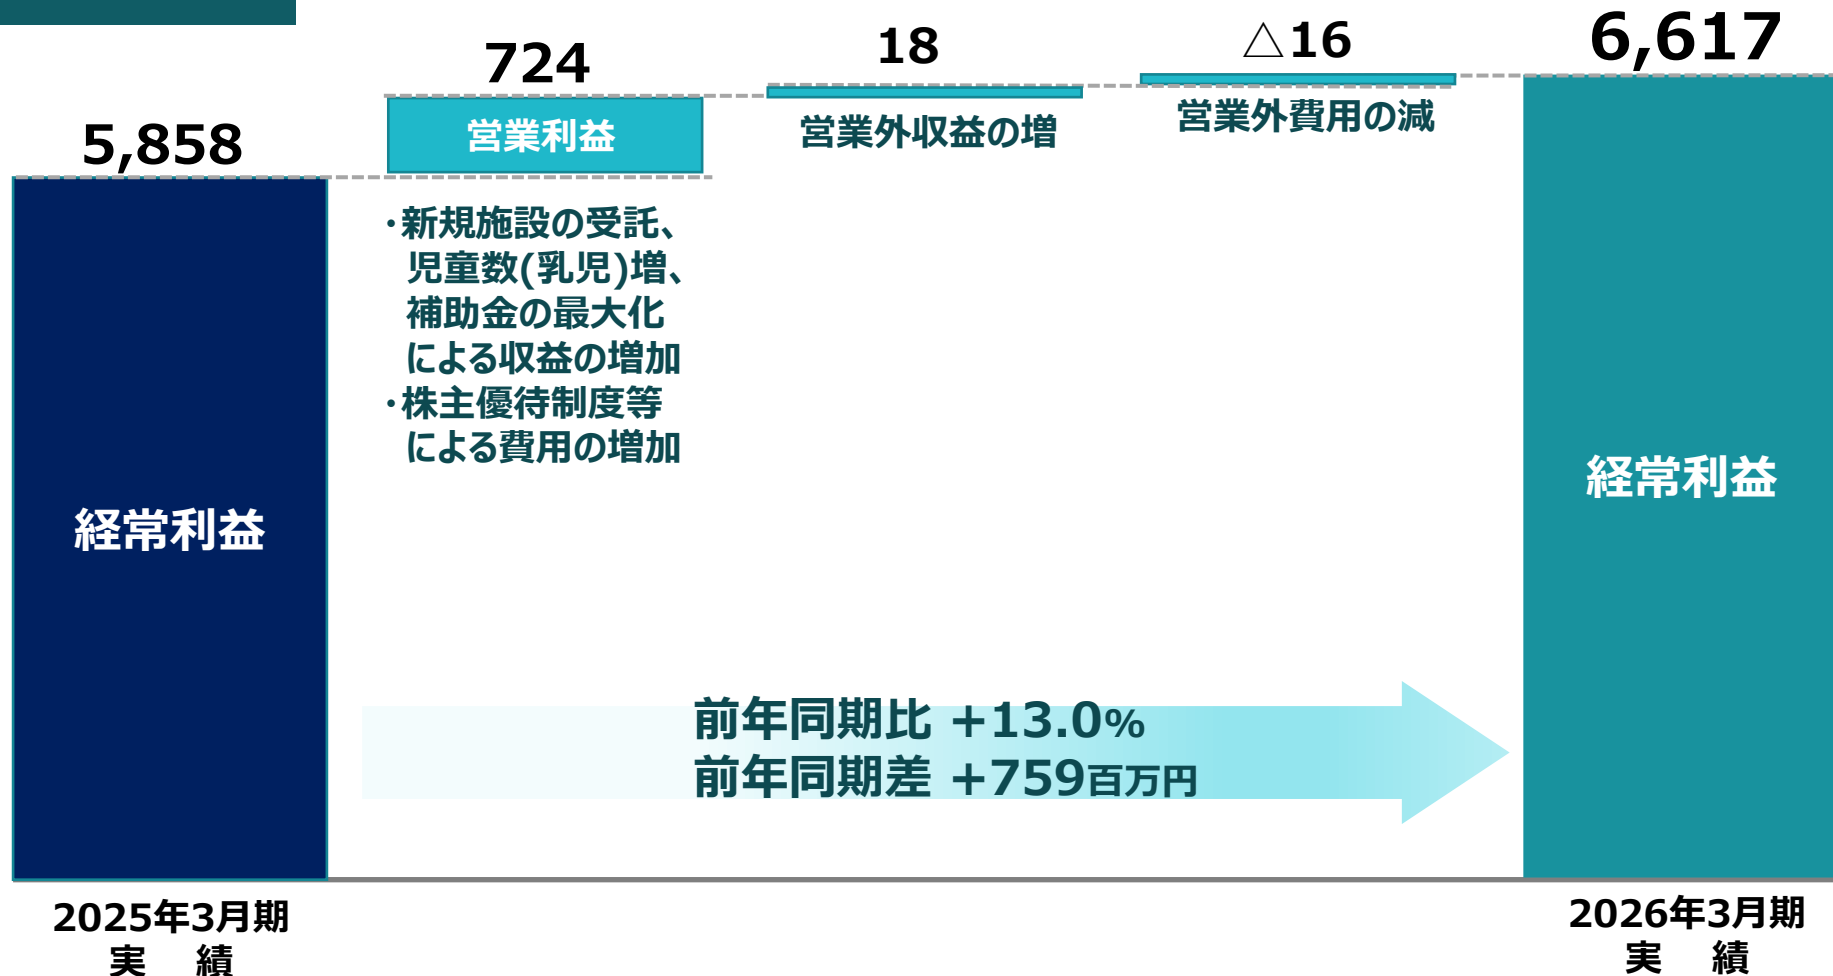 5,858
経常利益
2025年3月期
実 績
724
営業利益
・新規施設の受託、
児童数(乳児)増、
補助金の最大化
による収益の増加
・株主優待制度等
による費用の増加
18
営業外収益の増
△16
営業外費用の減
6,617
経常利益
2026年3月期
実 績
前年同期比 +13.0%
前年同期差 +759百万円